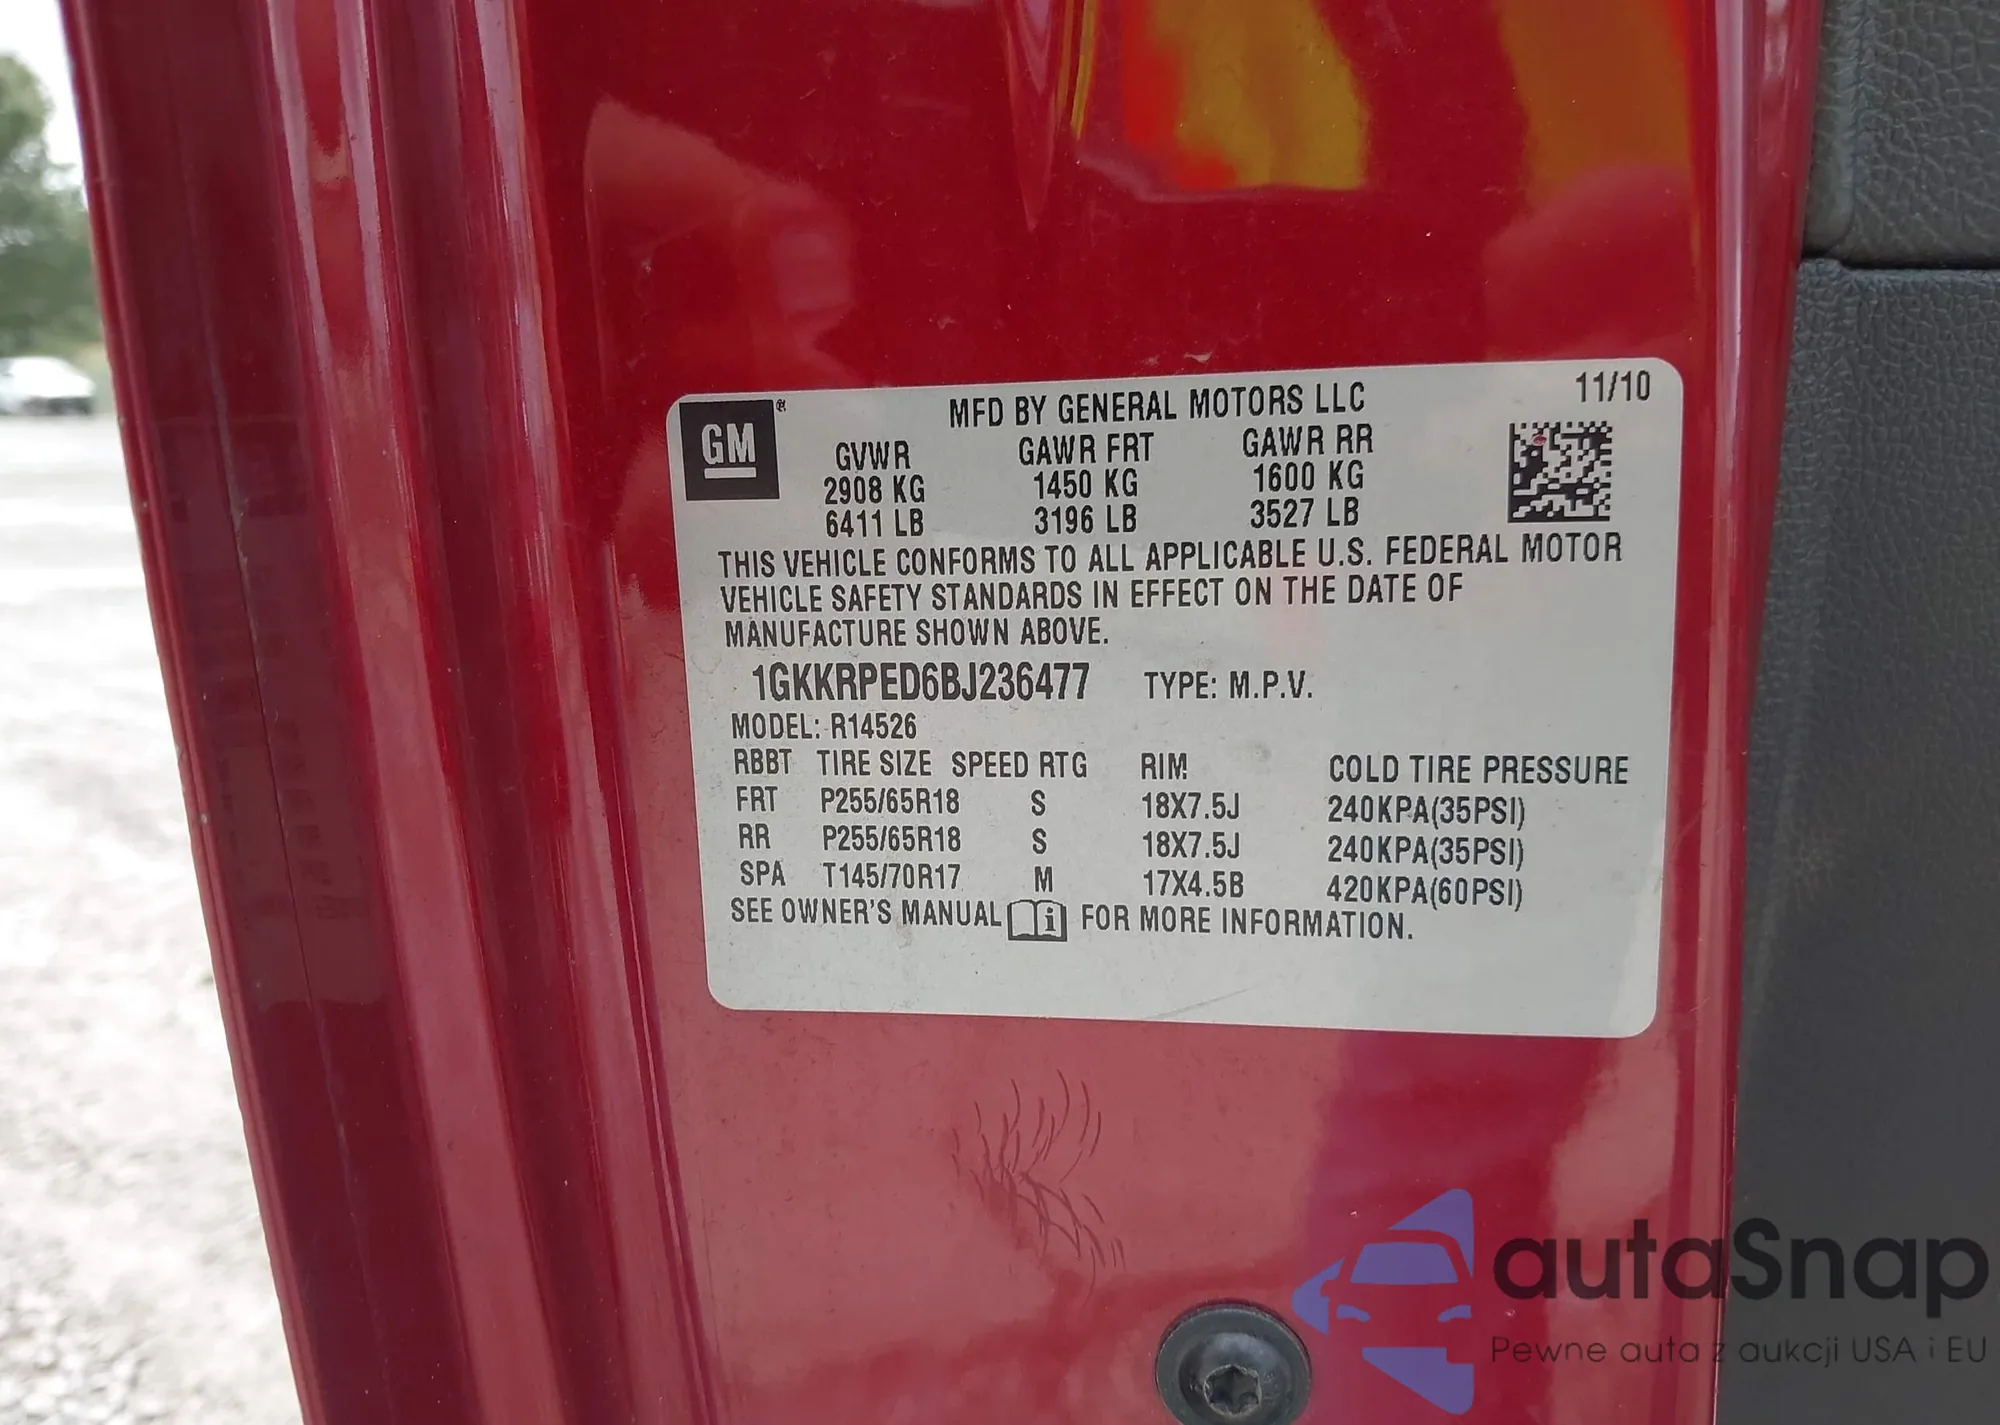 11/10
GM ®
MFD BY GENERAL MOTORS LLC
GVWR GAWR FRT GAWR RR
2908 KG 1450 KG 1600 KG
6411 LB 3196 LB 3527 LB
THIS VEHICLE CONFORMS TO ALL APPLICABLE U.S. FEDERAL MOTOR
VEHICLE SAFETY STANDARDS IN EFFECT ON THE DATE OF
MANUFACTURE SHOWN ABOVE.
1GKKRPED6BJ236477 TYPE: M.P.V.
MODEL: R14526
RBBT TIRE SIZE SPEED RTG RIM COLD TIRE PRESSURE
FRT P255/65R18 S 18X7.5J 240KPA(35PSI)
RR P255/65R18 S 18X7.5J 240KPA(35PSI)
SPA T145/70R17 M 17X4.5B 420KPA(60PSI)
SEE OWNER'S MANUAL i FOR MORE INFORMATION.
autoSnap
Pewne auta z aukcji USA i EU